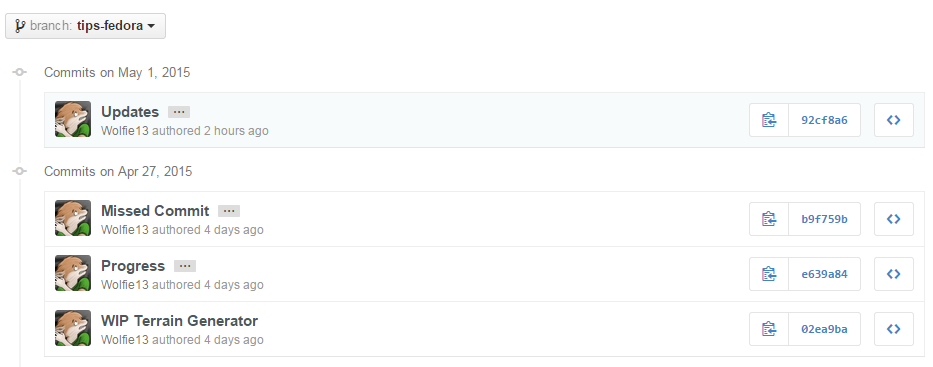 branch: tips-fedora
Commits on May 1, 2015
Updates ...
Wolfie13 authored 2 hours ago
92cf8a6
Commits on Apr 27, 2015
Missed Commit ...
Wolfie13 authored 4 days ago
b9f759b
Progress ...
Wolfie13 authored 4 days ago
e639a84
WIP Terrain Generator
Wolfie13 authored 4 days ago
02ea9ba